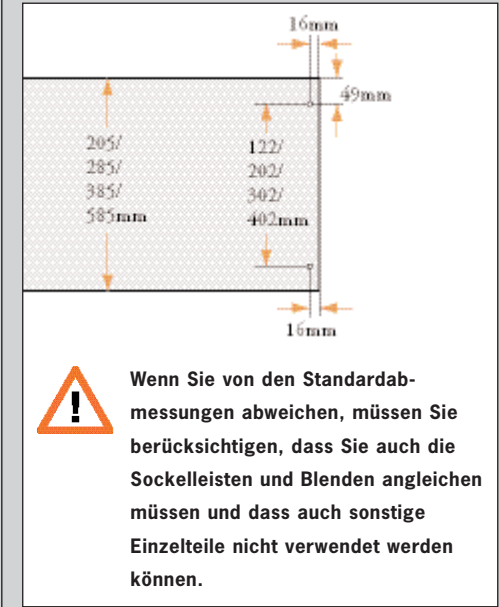 16mm
49mm
205/
285/
385/
585mm
122/
202/
302/
402mm
16mm
Wenn Sie von den Standardab-
messungen abweichen, müssen Sie
berücksichtigen, dass Sie auch die
Sockelleisten und Blenden angleichen
müssen und dass auch sonstige
Einzelteile nicht verwendet werden
können.